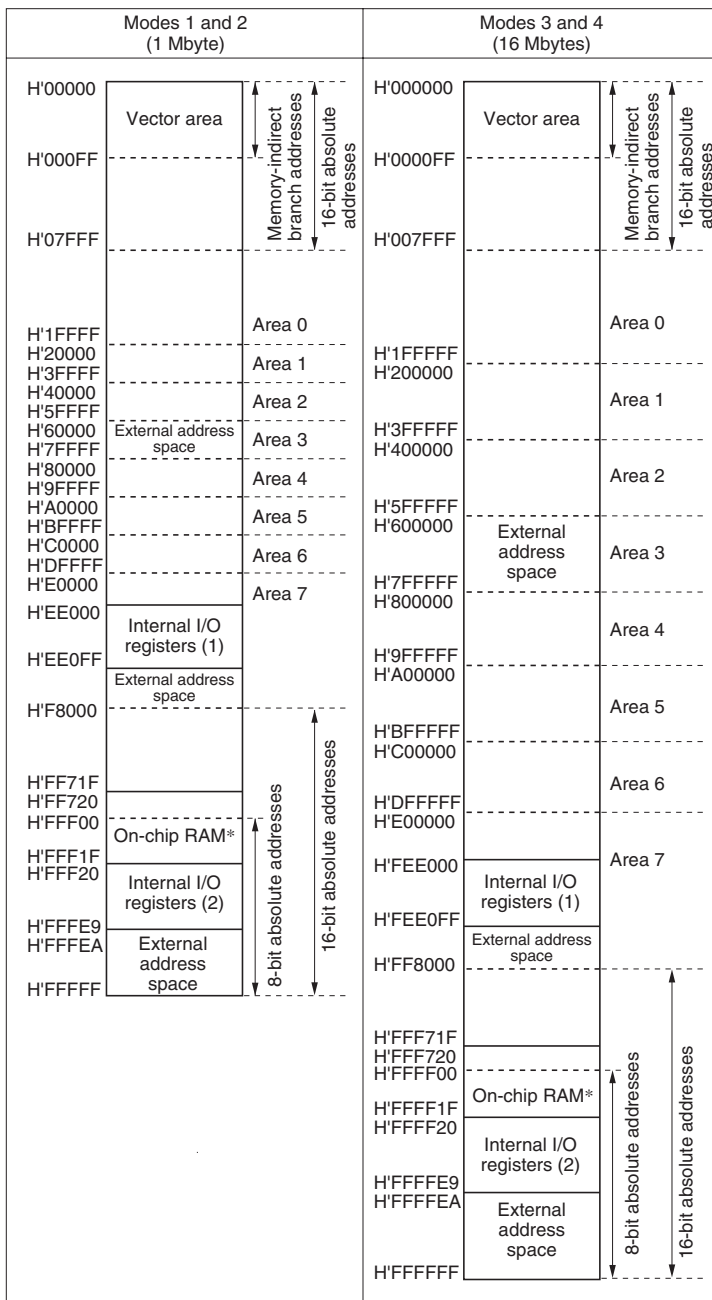 Modes 1 and 2
(1 Mbyte)
H'00000
Vector area
H'000FF
H'07FFF
Memory-indirect
branch addresses
16-bit absolute
addresses
H'1FFFF
Area 0
H'20000
H'3FFFF
Area 1
H'40000
H'5FFFF
Area 2
H'60000
H'7FFFF
External address
space
Area 3
H'80000
H'9FFFF
Area 4
H'A0000
H'BFFFF
Area 5
H'C0000
H'DFFFF
Area 6
H'E0000
Area 7
H'EE000
Internal I/O
registers (1)
H'EE0FF
External address
space
H'F8000
H'FF71F
H'FF720
H'FFF00
On-chip RAM*
H'FFF1F
H'FFF20
Internal I/O
registers (2)
H'FFFE9
H'FFFEA
External
address
space
H'FFFFF
8-bit absolute addresses
16-bit absolute addresses
Modes 3 and 4
(16 Mbytes)
H'000000
Vector area
H'0000FF
H'007FFF
Memory-indirect
branch addresses
16-bit absolute
addresses
Area 0
H'1FFFFF
H'200000
Area 1
H'3FFFFF
H'400000
Area 2
H'5FFFFF
H'600000
External
address
space
Area 3
H'7FFFFF
H'800000
Area 4
H'9FFFFF
H'A00000
Area 5
H'BFFFFF
H'C00000
Area 6
H'DFFFFF
H'E00000
Area 7
H'FEE000
Internal I/O
registers (1)
H'FEE0FF
External address
space
H'FF8000
H'FFF71F
H'FFF720
H'FFFF00
On-chip RAM*
H'FFFF1F
H'FFFF20
Internal I/O
registers (2)
H'FFFFE9
H'FFFFEA
External
address
space
H'FFFFFF
8-bit absolute addresses
16-bit absolute addresses